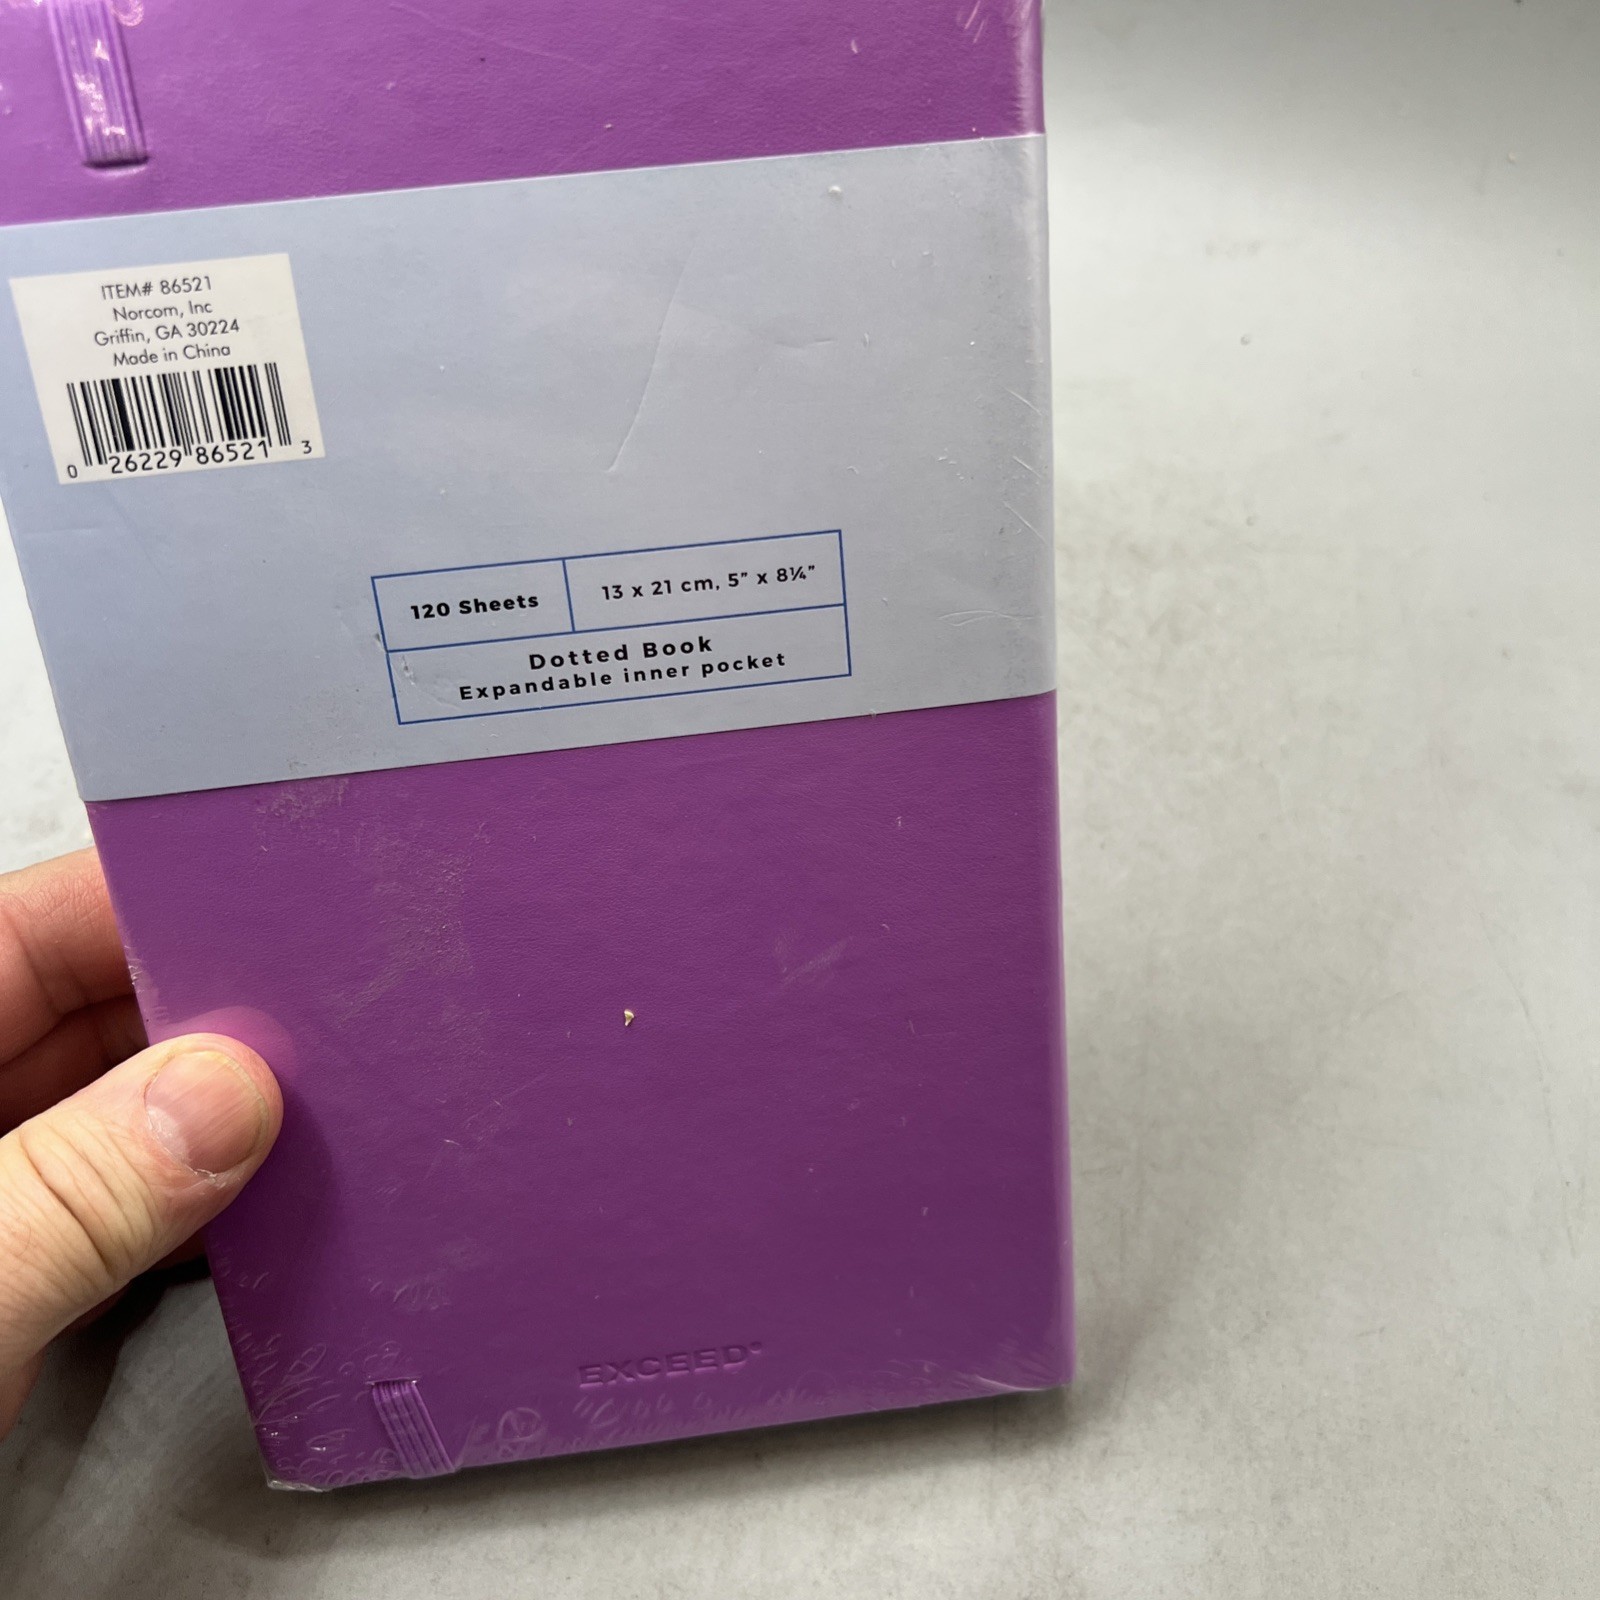 ITEM# 86521
Norcom, Inc
Griffin, GA 30224
Made in China
0 26229 86521 3
120 Sheets
13 x 21 cm, 5” x 8¼”
Dotted Book
Expandable inner pocket
EXCEED®